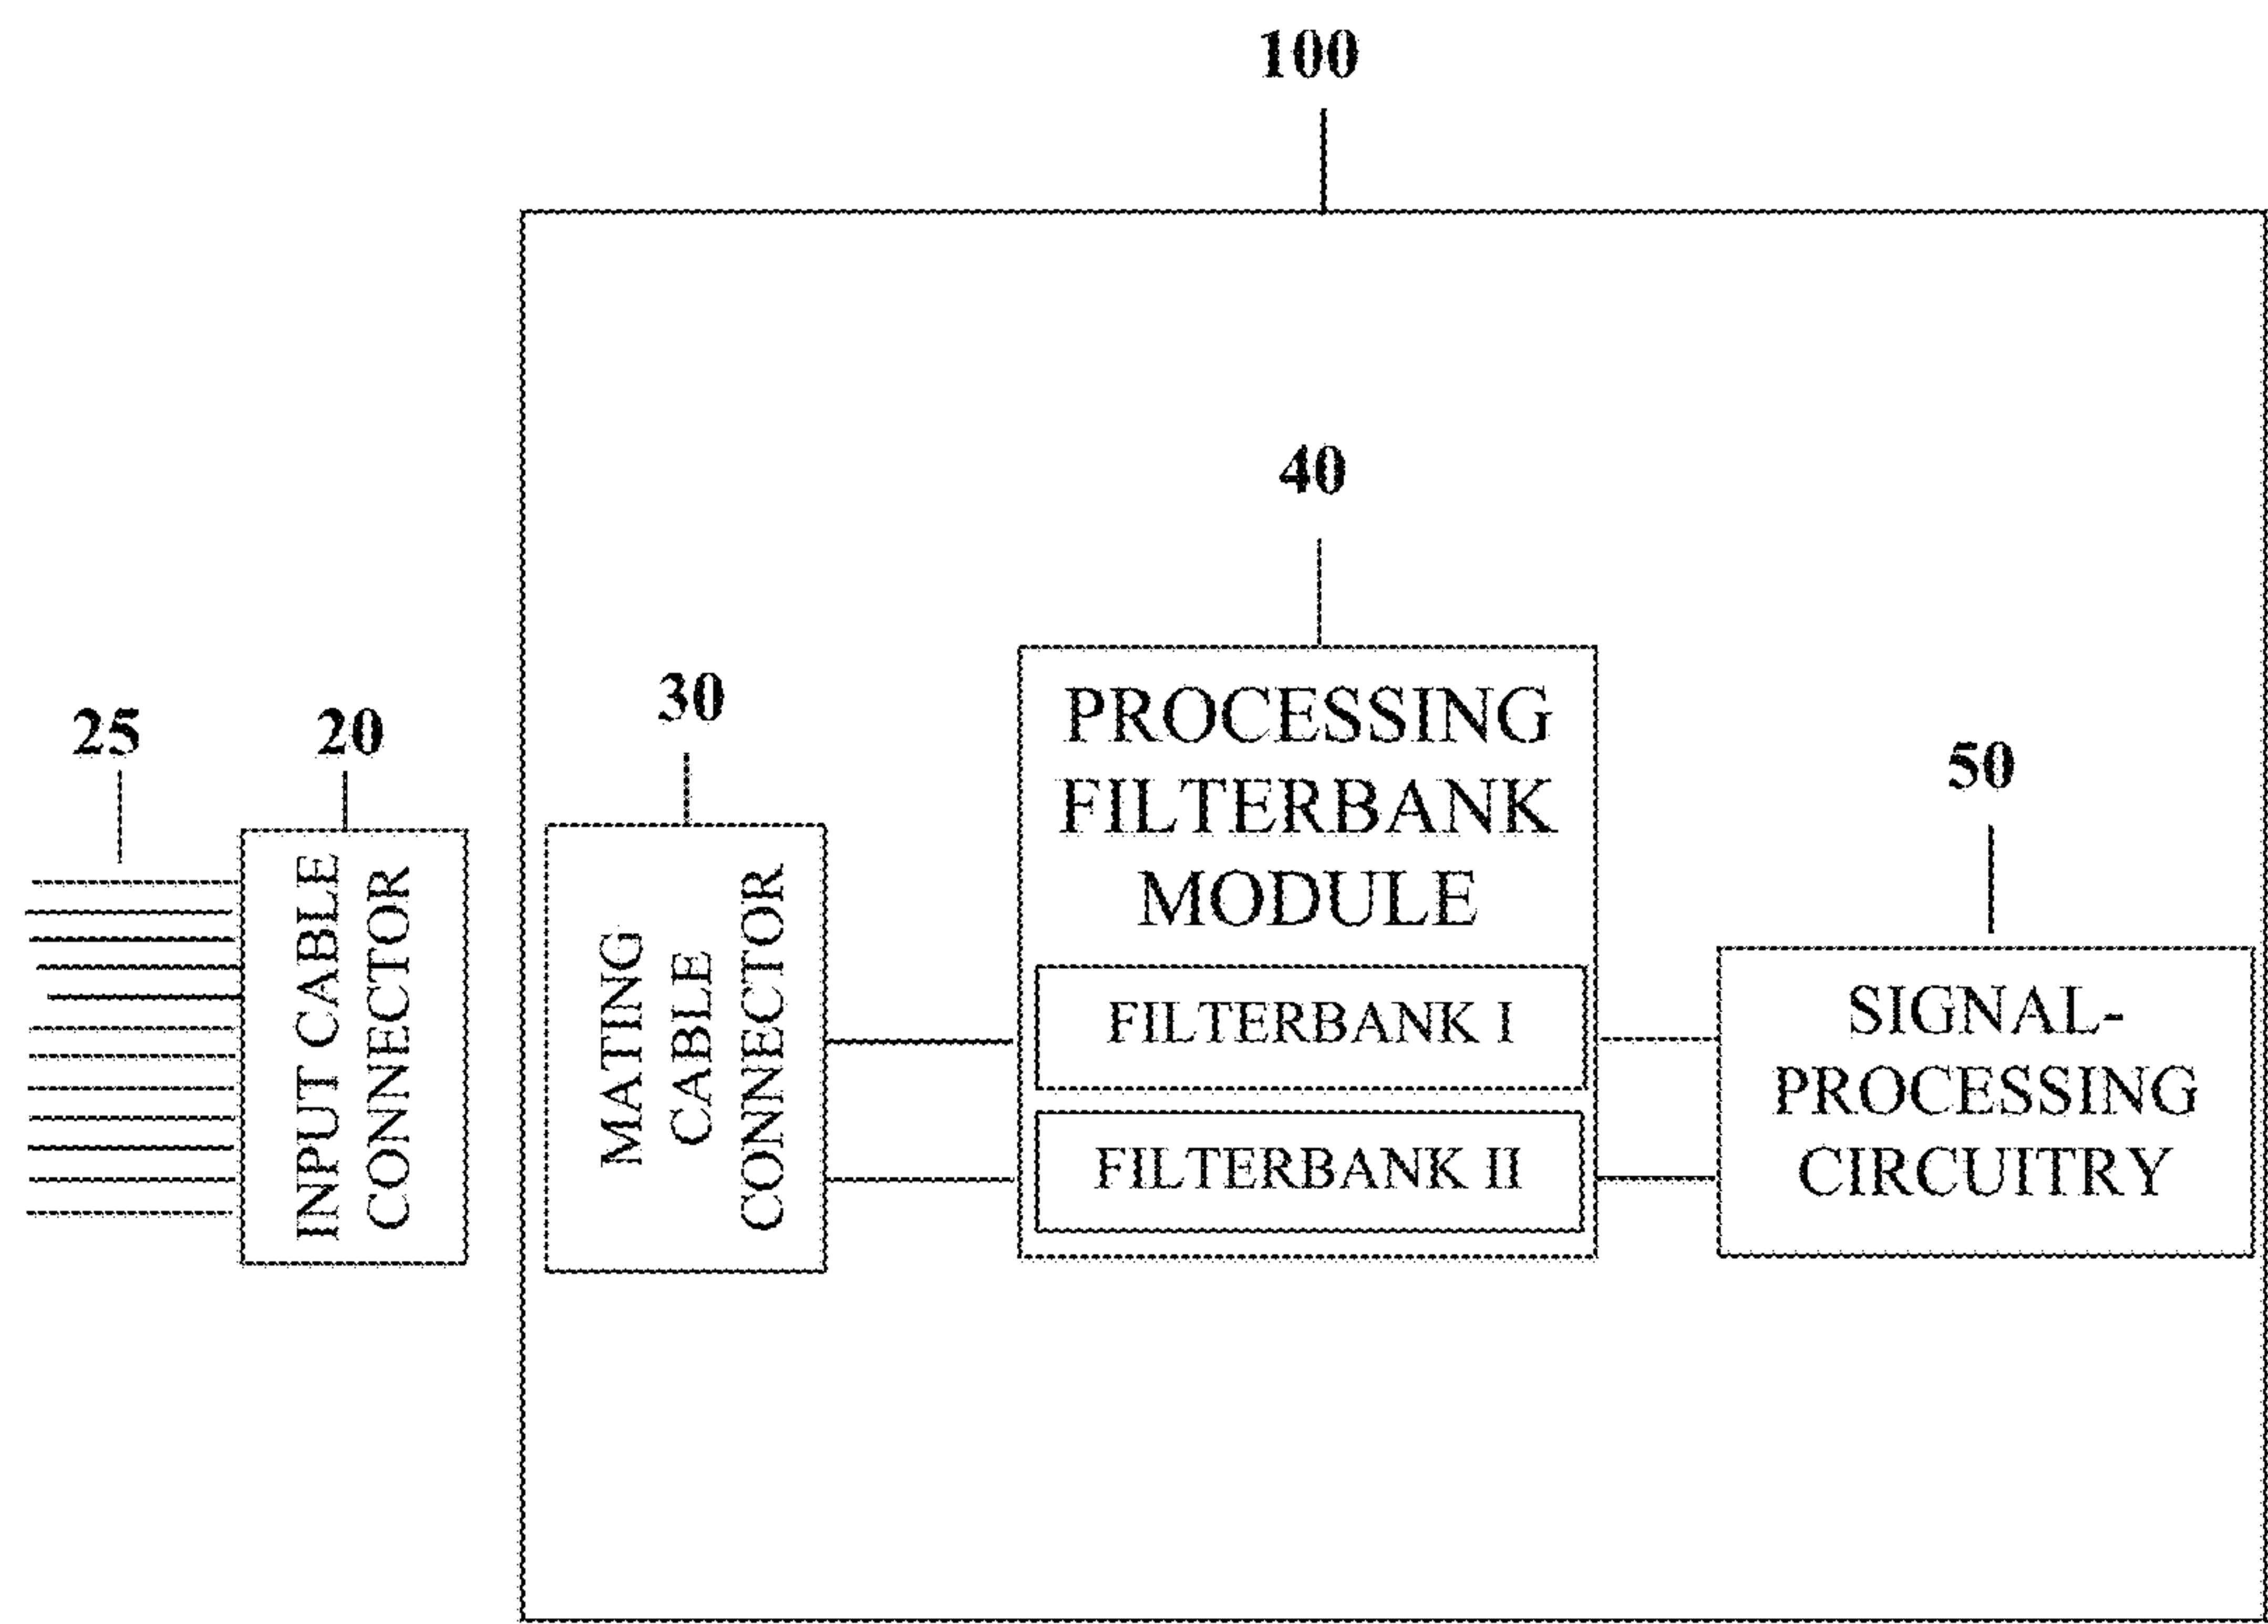 100
40
30
25
20
50
INPUT CABLE
CONNECTOR
MATING
CABLE
CONNECTOR
PROCESSING
FILTERBANK
MODULE
FILTERBANK I
FILTERBANK II
SIGNAL-
PROCESSING
CIRCUITRY